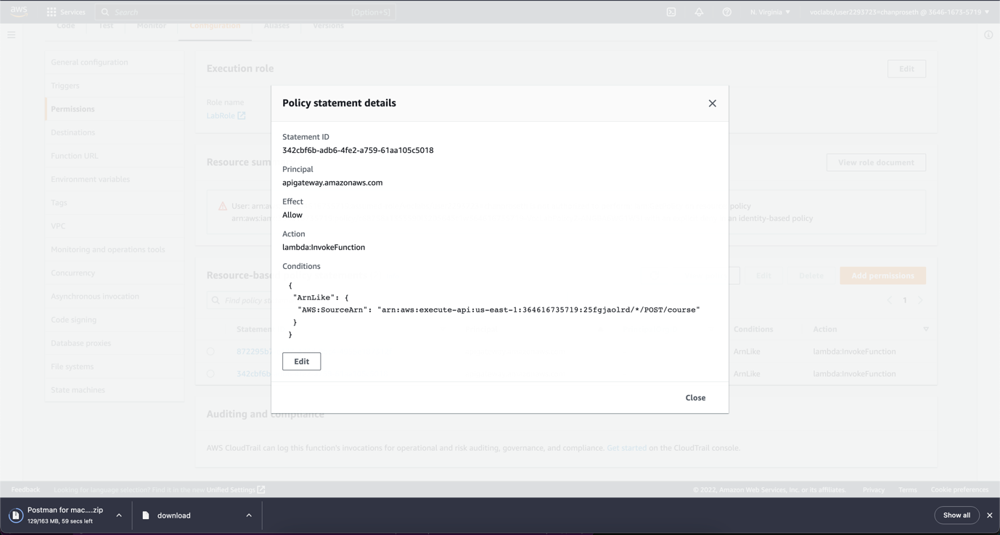 aws
Services
Search
[Option+S]
N. Virginia
voclabs/user2293723=chanproseth @ 3646-1673-5719
Code
Test
Monitor
Configuration
Aliases
Versions
General configuration
Triggers
Permissions
Destinations
Function URL
Environment variables
Tags
VPC
Monitoring and operations tools
Concurrency
Asynchronous invocation
Code signing
Database proxies
File systems
State machines
Execution role
Edit
Role name
LabRole
Resource sum
View role document
User: arn:aw
policy
arn:aws:iam
an identity-based policy
Policy statement details
Statement ID
342cbf6b-adb6-4fe2-a759-61aa105c5018
Principal
apigateway.amazonaws.com
Effect
Allow
Action
lambda:InvokeFunction
Conditions
{
"ArnLike": {
"AWS:SourceArn": "arn:aws:execute-api:us-east-1:364616735719:25fgjaolrd/*/POST/course"
}
}
Edit
Close
Resource-bas
Edit
Delete
Add permissions
Find policy st
1
Statemen
Conditions
Action
872295b7
ArnLike
lambda:InvokeFunction
342cbf6b
ArnLike
lambda:InvokeFunction
Auditing and compliance
AWS CloudTrail can log this function's invocations for operational and risk auditing, governance, and compliance. Get started on the CloudTrail console.
Feedback
Looking for language selection? Find it in the new Unified Settings
© 2022, Amazon Web Services, Inc. or its affiliates.
Privacy
Terms
Cookie preferences
Postman for mac....zip
129/163 MB, 59 secs left
download
Show all